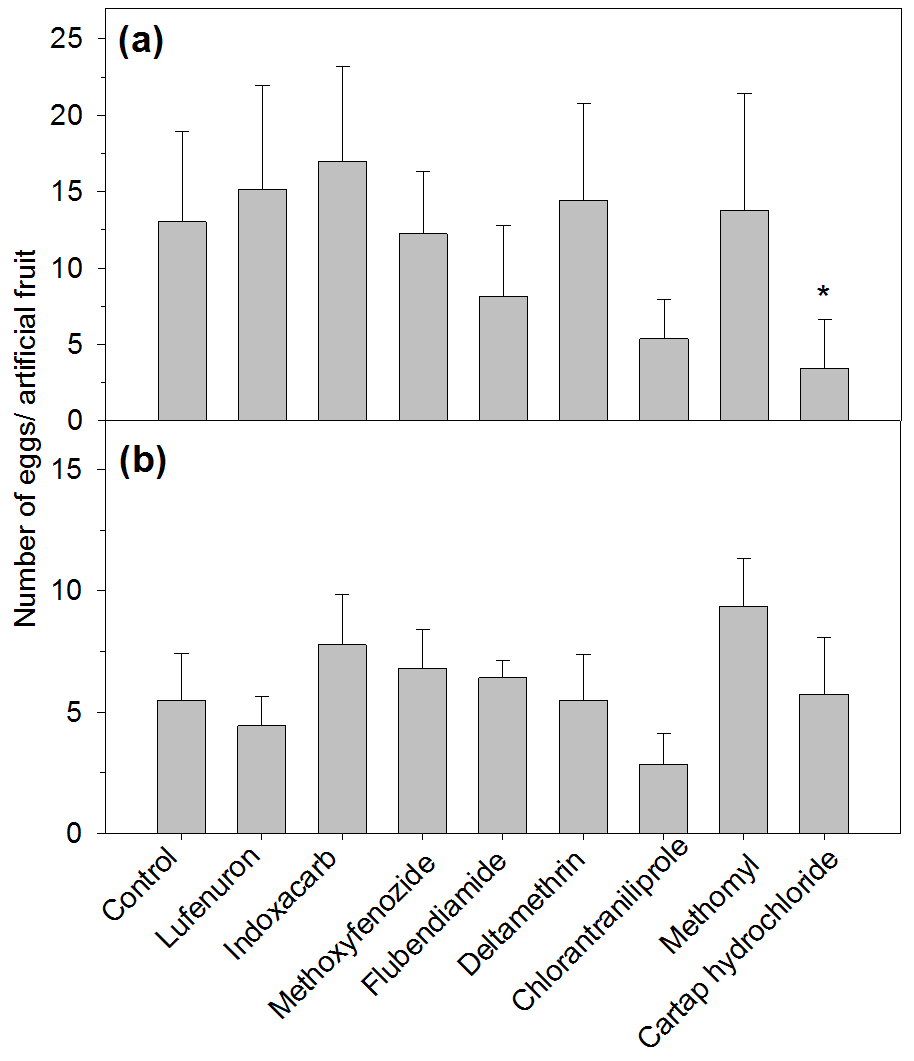 (a)
25
20
15
10
5
0
*
(b)
15
10
5
0
Number of eggs/ artificial fruit
Control
Lufenuron
Indoxacarb
Methoxyfenozide
Flubendiamide
Deltamethrin
Chlorantraniliprole
Methomyl
Cartap hydrochloride